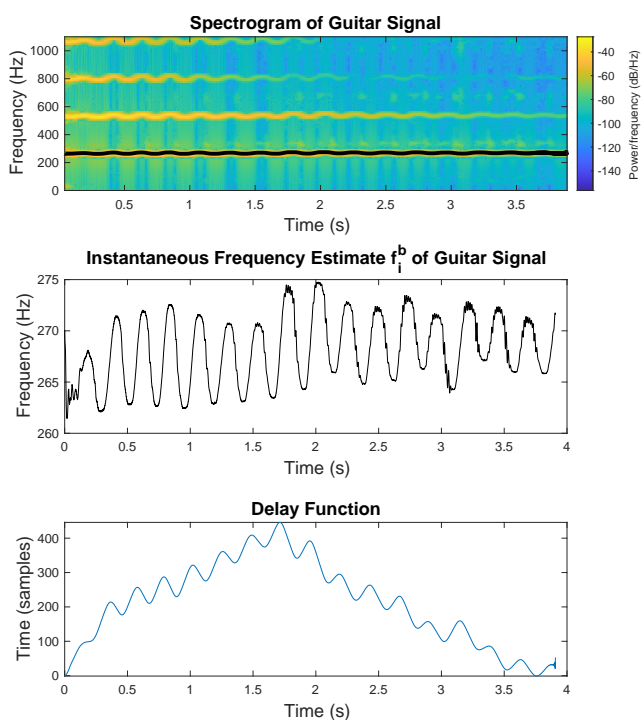 Spectrogram of Guitar Signal
Frequency (Hz)
1000
800
600
400
200
0
0.5 1 1.5 2 2.5 3 3.5
Time (s)
-40
-60
-80
-100
-120
-140
Power/frequency (dB/Hz)
Instantaneous Frequency Estimate f_i^b of Guitar Signal
Frequency (Hz)
275
270
265
260
0 0.5 1 1.5 2 2.5 3 3.5 4
Time (s)
Delay Function
Time (samples)
400
300
200
100
0
0 0.5 1 1.5 2 2.5 3 3.5 4
Time (s)